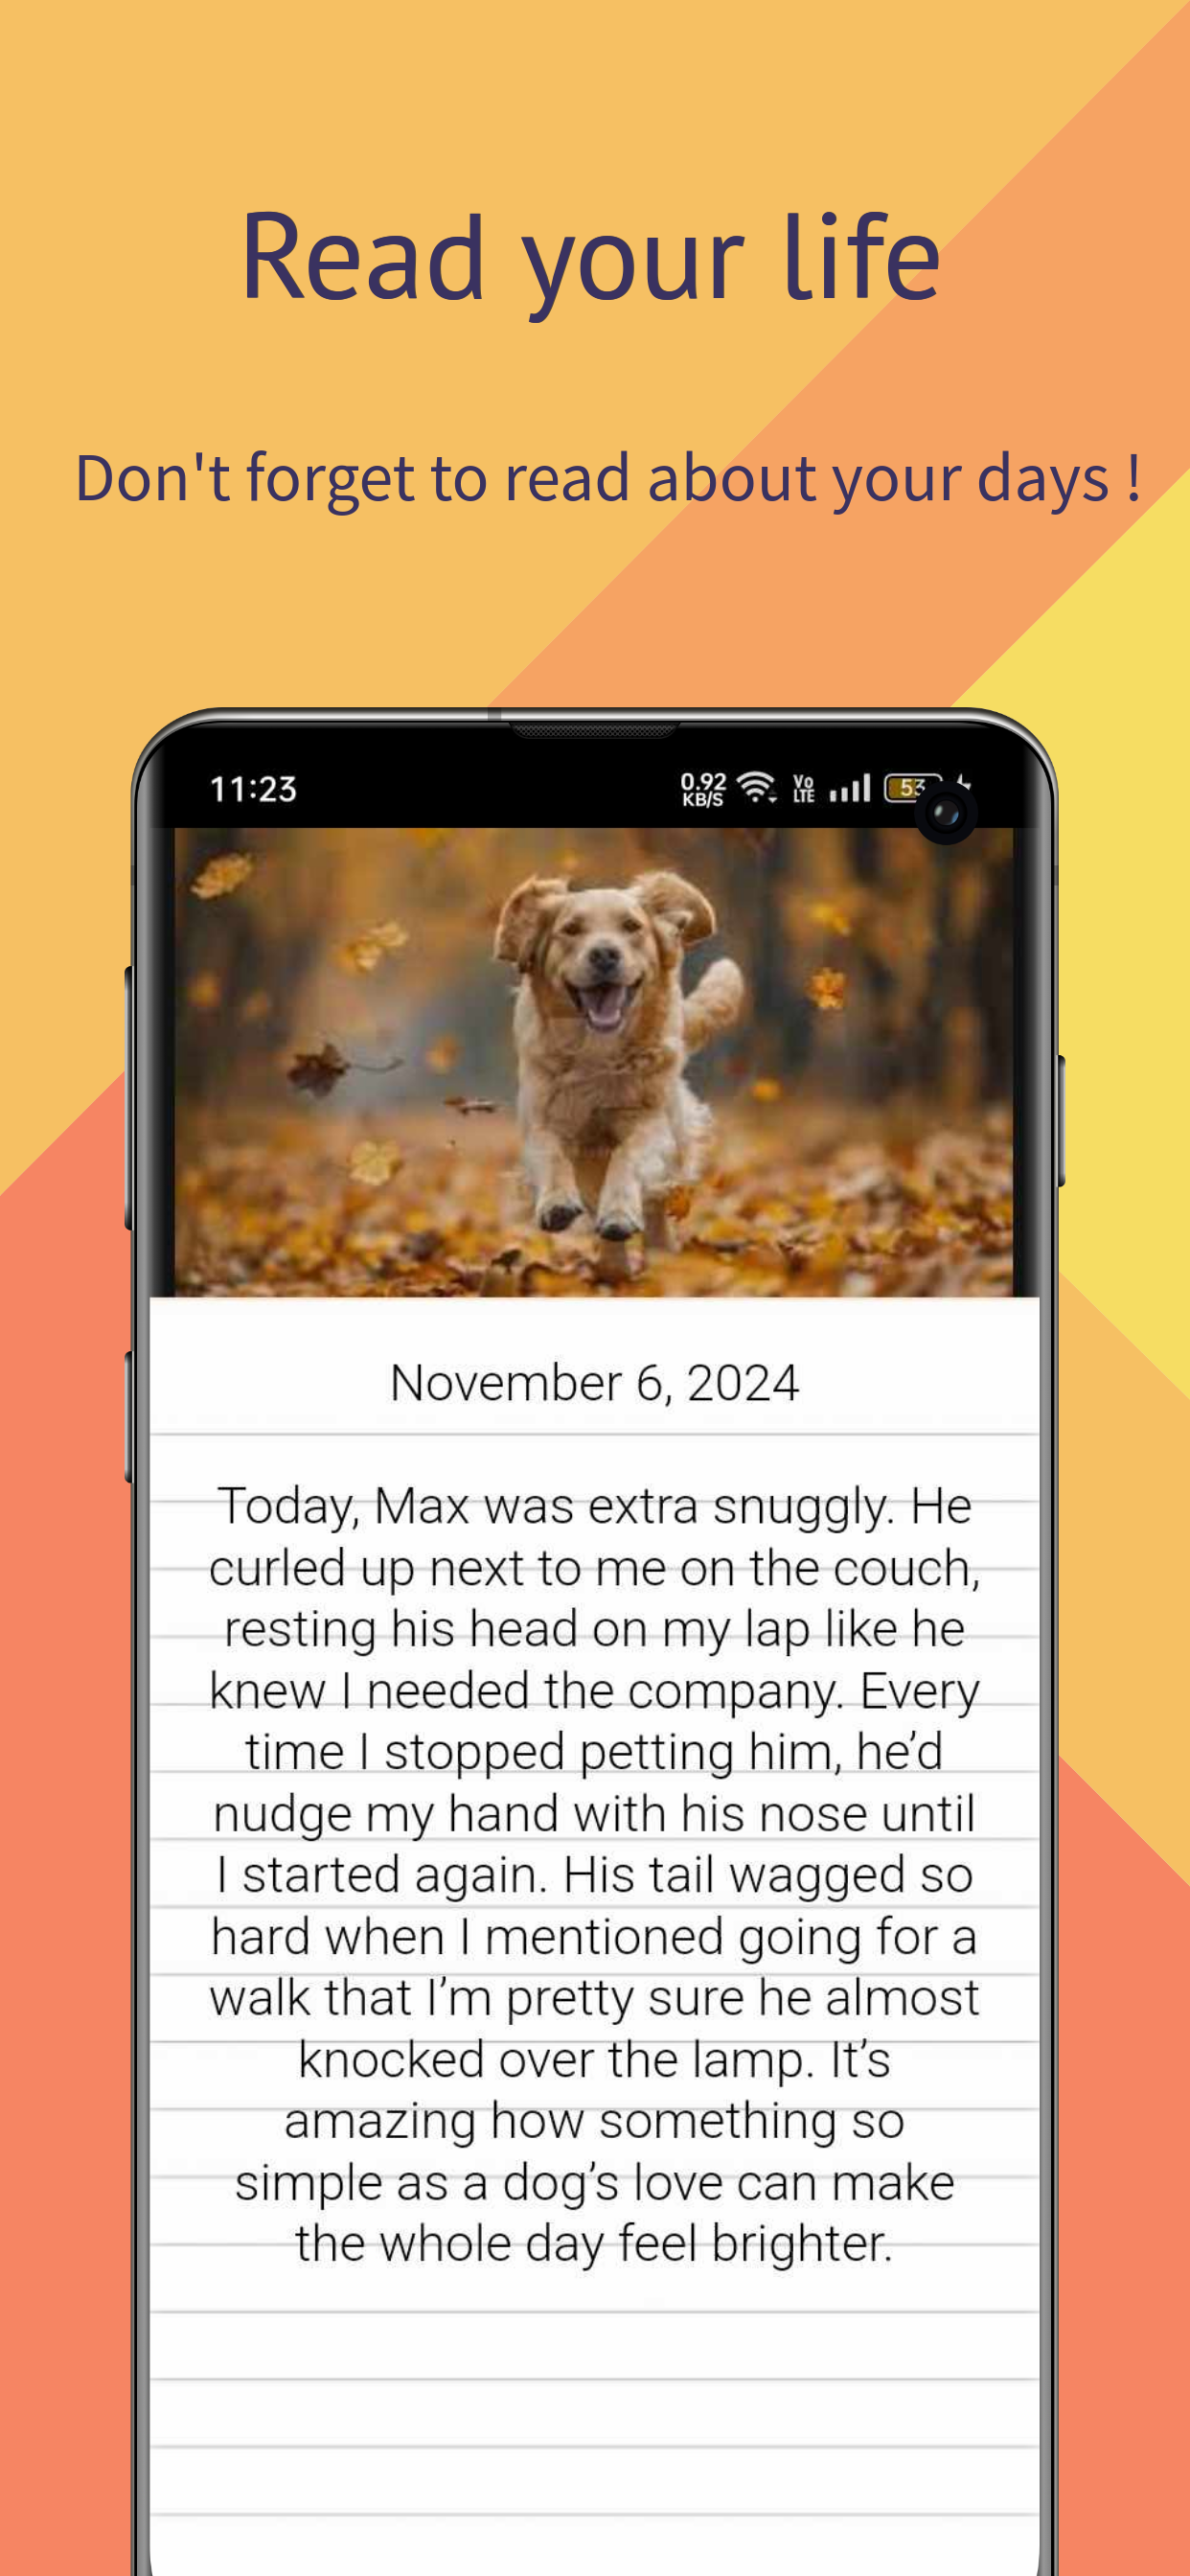 Read your life
Don't forget to read about your days !
11:23
0.92
KB/S
Vo
LTE
53
November 6, 2024
Today, Max was extra snuggly. He
curled up next to me on the couch,
resting his head on my lap like he
knew I needed the company. Every
time I stopped petting him, he’d
nudge my hand with his nose until
I started again. His tail wagged so
hard when I mentioned going for a
walk that I’m pretty sure he almost
knocked over the lamp. It’s
amazing how something so
simple as a dog’s love can make
the whole day feel brighter.